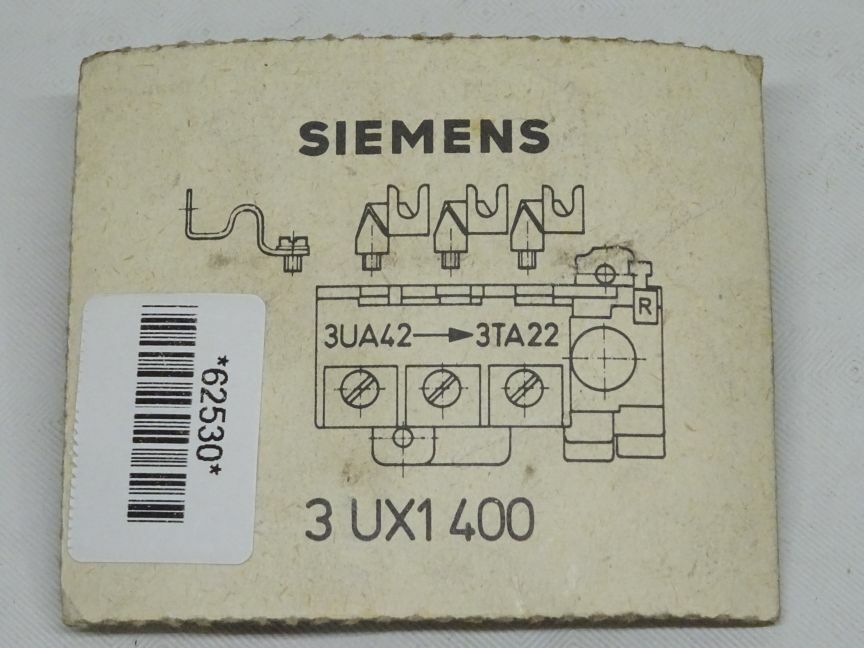 SIEMENS
R
3UA42 → 3TA22
*62530*
3 UX1 400